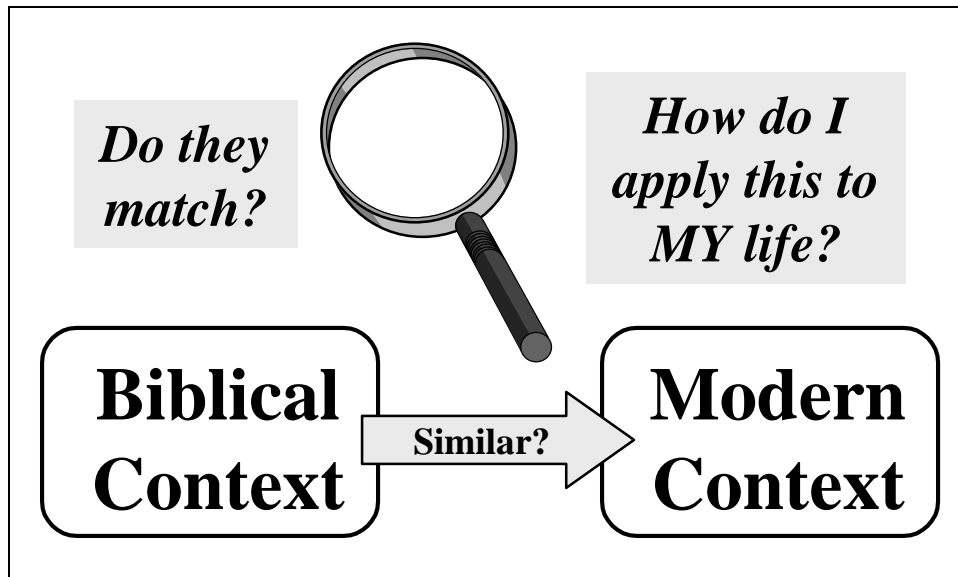 Do they
match?
How do I
apply this to
MY life?
Biblical
Context
Similar?
Modern
Context